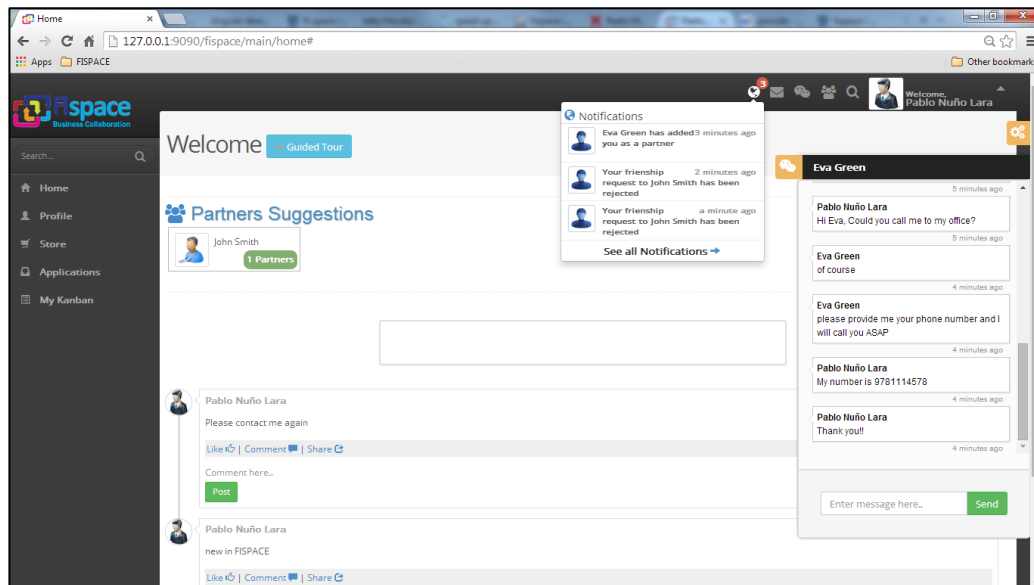 Home
127.0.0.1:9090/fispace/main/home#
Apps FISPACE
Other bookmark
FIspace
Business Collaboration
3
Welcome,
Pablo Nuño Lara
Search...
Home
Profile
Store
Applications
My Kanban
Welcome
Guided Tour
Notifications
Eva Green has added 3 minutes ago
you as a partner
Your frienship 2 minutes ago
request to John Smith has been
rejected
Your frienship a minute ago
request to John Smith has been
rejected
See all Notifications
Partners Suggestions
John Smith
1 Partners
Pablo Nuño Lara
Please contact me again
Like | Comment | Share
Comment here..
Post
Pablo Nuño Lara
new in FISPACE
Like | Comment | Share
Eva Green
5 minutes ago
Pablo Nuño Lara
Hi Eva, Could you call me to my office?
5 minutes ago
Eva Green
of course
4 minutes ago
Eva Green
please provide me your phone number and I
will call you ASAP
4 minutes ago
Pablo Nuño Lara
My number is 9781114578
4 minutes ago
Pablo Nuño Lara
Thank you!!
4 minutes ago
Enter message here..
Send